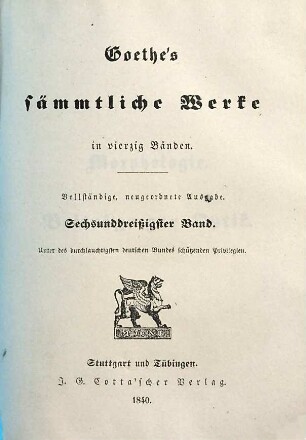 Goethe's
sämmtliche Werke
in vierzig Bänden.
Vollständige, neugeordnete Ausgabe.
Sechsunddreißigster Band.
Unter des durchlauchtigsten deutschen Bundes schützenden Privilegien.
Stuttgart und Tübingen.
J. G. Cotta'scher Verlag.
1840.